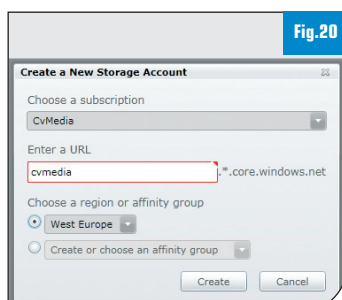 Fig.20
Create a New Storage Account
Choose a subscription
CvMedia
Enter a URL
cvmedia .*.core.windows.net
Choose a region or affinity group
West Europe
Create or choose an affinity group
Create Cancel